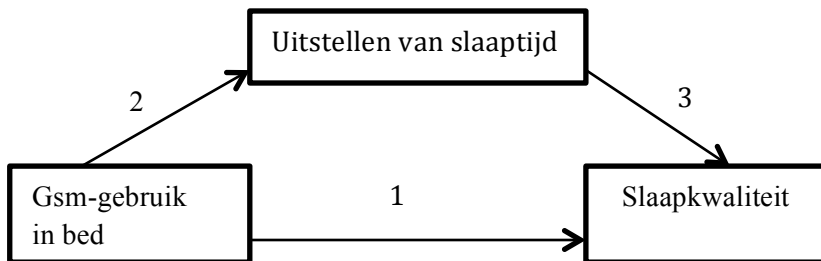 Uitstellen van slaaptijd
2
3
Gsm-gebruik
in bed
1
Slaapkwaliteit